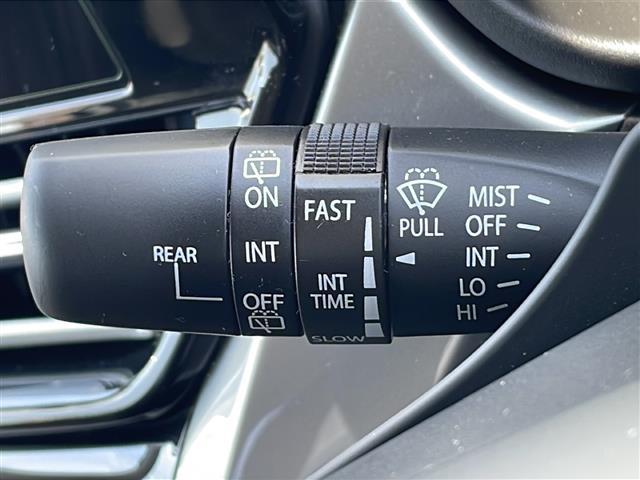 REAR
ON
INT
OFF
FAST
INT
TIME
SLOW
PULL
MIST
OFF
INT
LO
HI